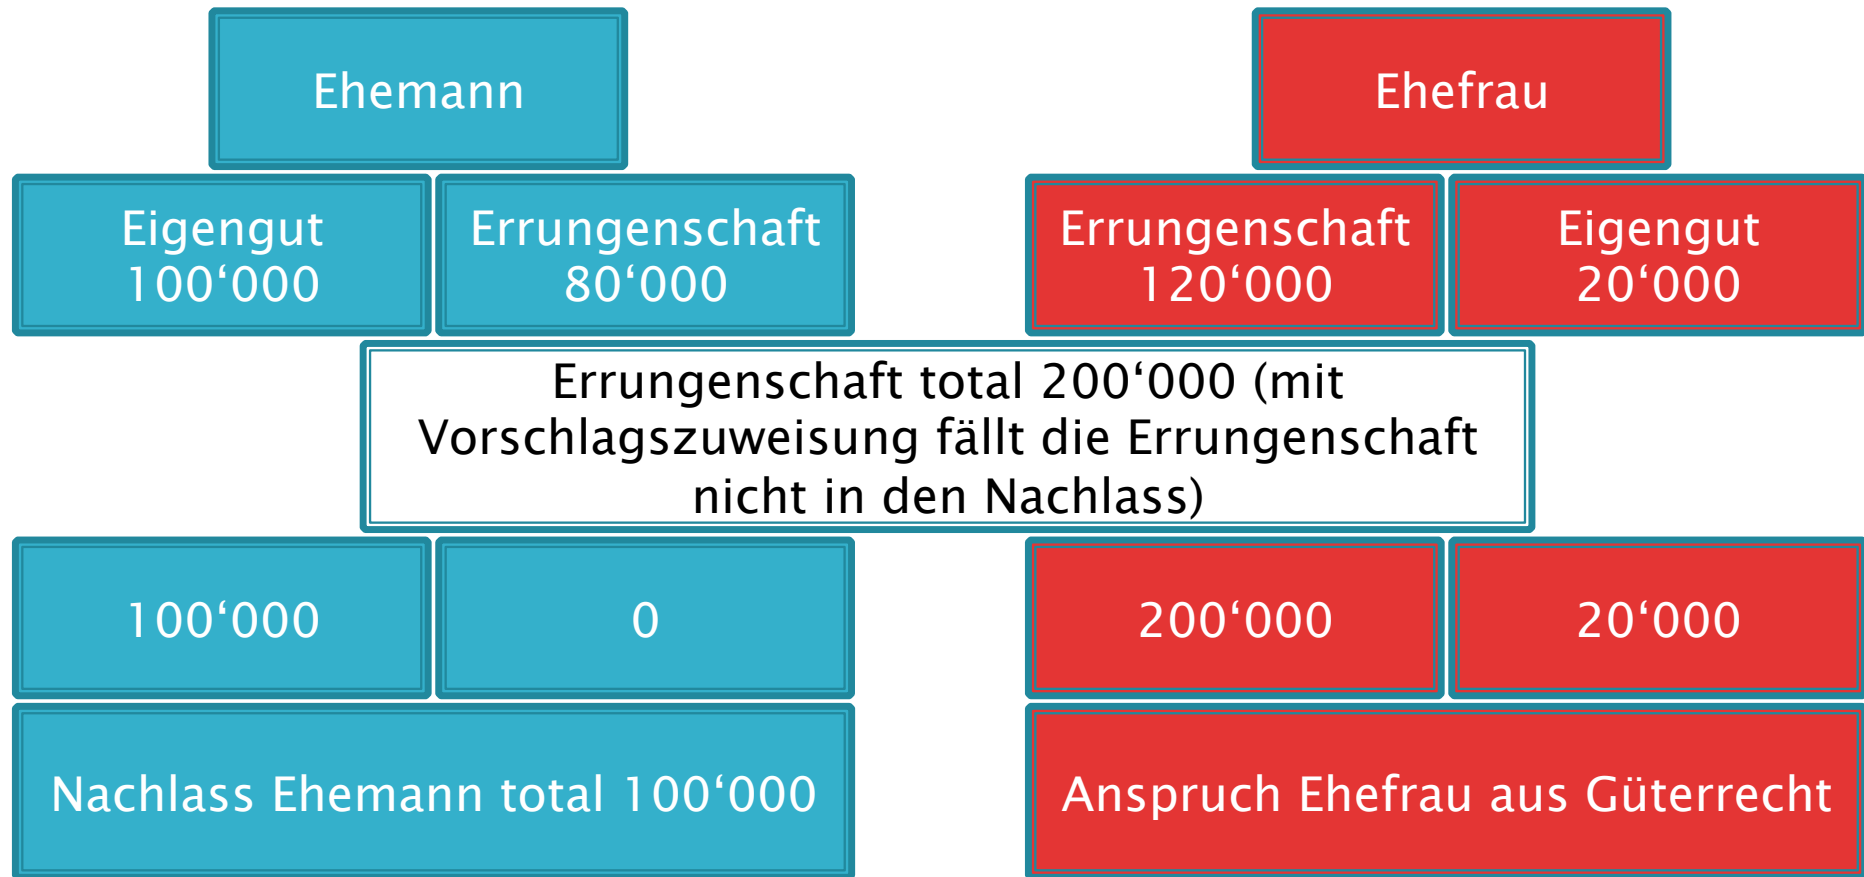 Ehemann
Ehefrau
Eigengut
100‘000
Errungenschaft
80‘000
Errungenschaft
120‘000
Eigengut
20‘000
Errungenschaft total 200‘000 (mit
Vorschlagszuweisung fällt die Errungenschaft
nicht in den Nachlass)
100‘000
0
200‘000
20‘000
Nachlass Ehemann total 100‘000
Anspruch Ehefrau aus Güterrecht